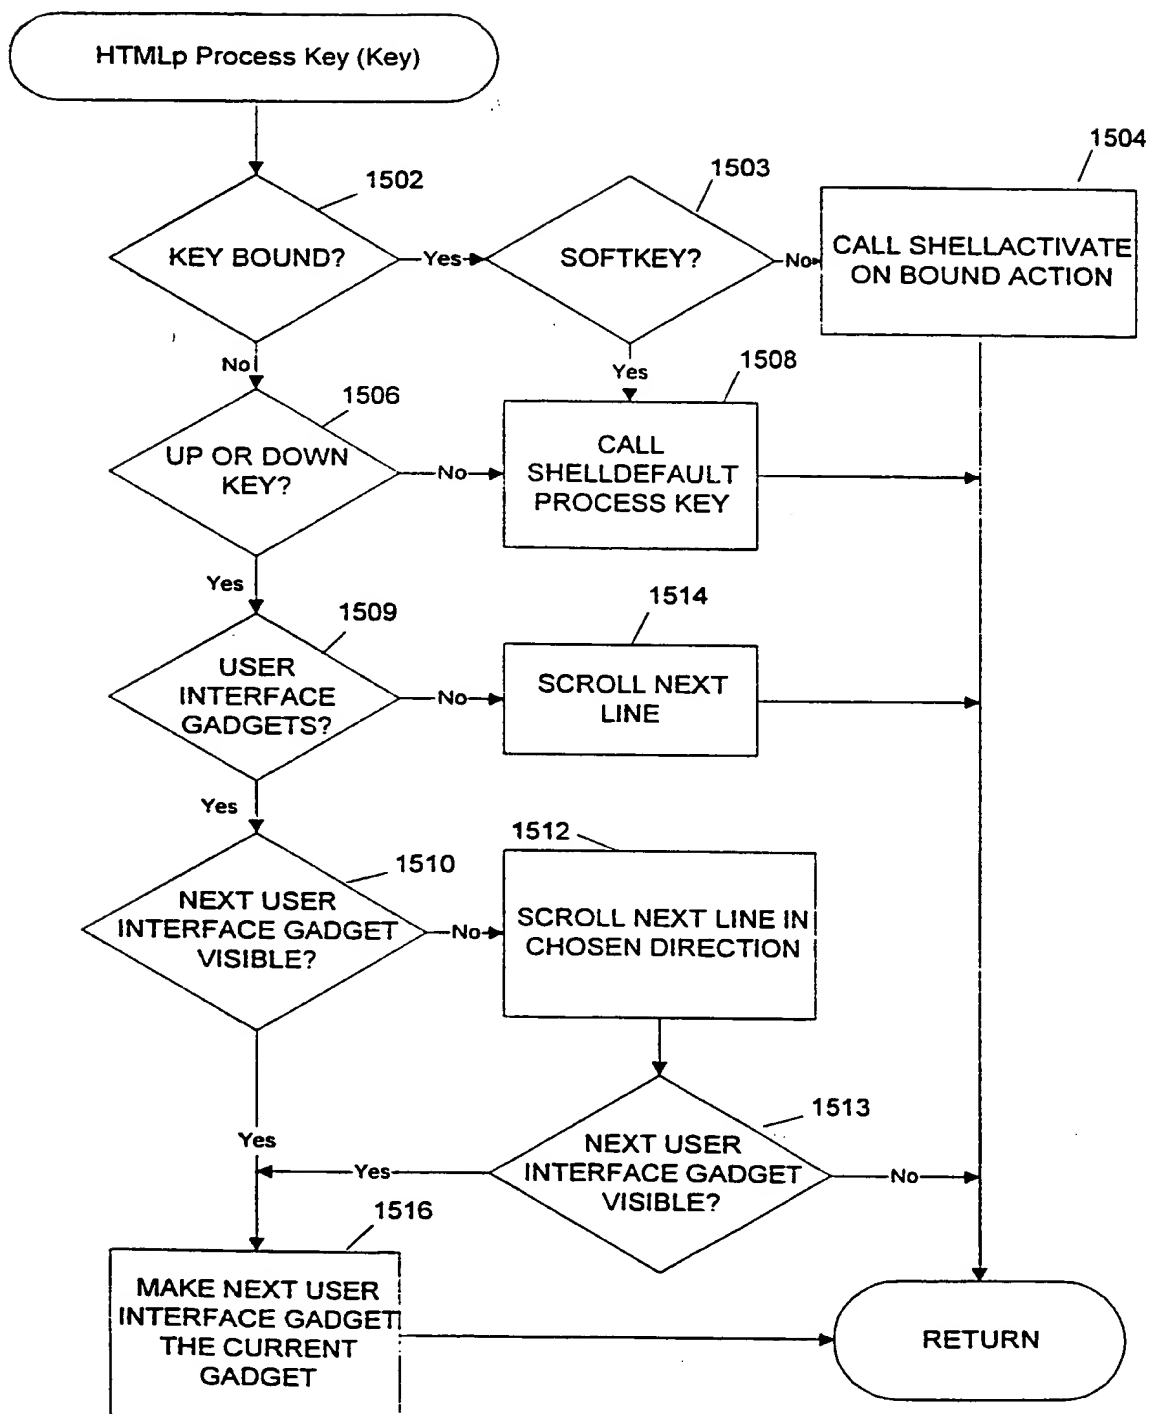 HTMLp Process Key (Key)
1502
1503
1504
KEY BOUND?
Yes
SOFTKEY?
No
CALL SHELLACTIVATE
ON BOUND ACTION
No
Yes
1506
1508
UP OR DOWN
KEY?
No
CALL
SHELLDEFAULT
PROCESS KEY
Yes
1509
1514
USER
INTERFACE
GADGETS?
No
SCROLL NEXT
LINE
Yes
1510
1512
NEXT USER
INTERFACE GADGET
VISIBLE?
No
SCROLL NEXT LINE IN
CHOSEN DIRECTION
1513
Yes
Yes
NEXT USER
INTERFACE GADGET
VISIBLE?
No
1516
MAKE NEXT USER
INTERFACE GADGET
THE CURRENT
GADGET
RETURN